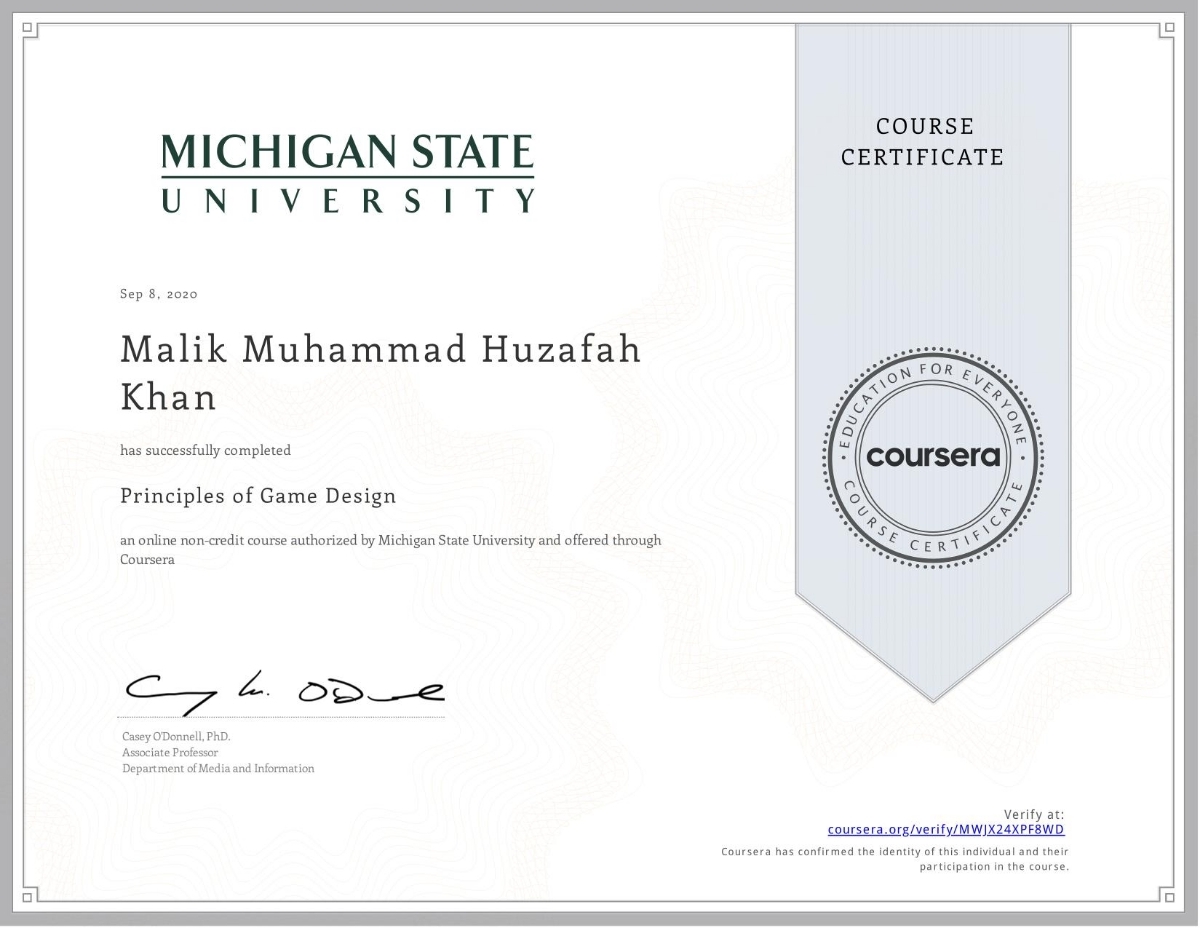 MICHIGAN STATE
UNIVERSITY
COURSE
CERTIFICATE
Sep 8, 2020
Malik Muhammad Huzafah
Khan
has successfully completed
Principles of Game Design
an online non-credit course authorized by Michigan State University and offered through
Coursera
EDUCATION FOR EVERYONE
coursera
COURSE CERTIFICATE
Casey O'Donnell, PhD.
Associate Professor
Department of Media and Information
Verify at:
coursera.org/verify/MWJX24XPF8WD
Coursera has confirmed the identity of this individual and their
participation in the course.